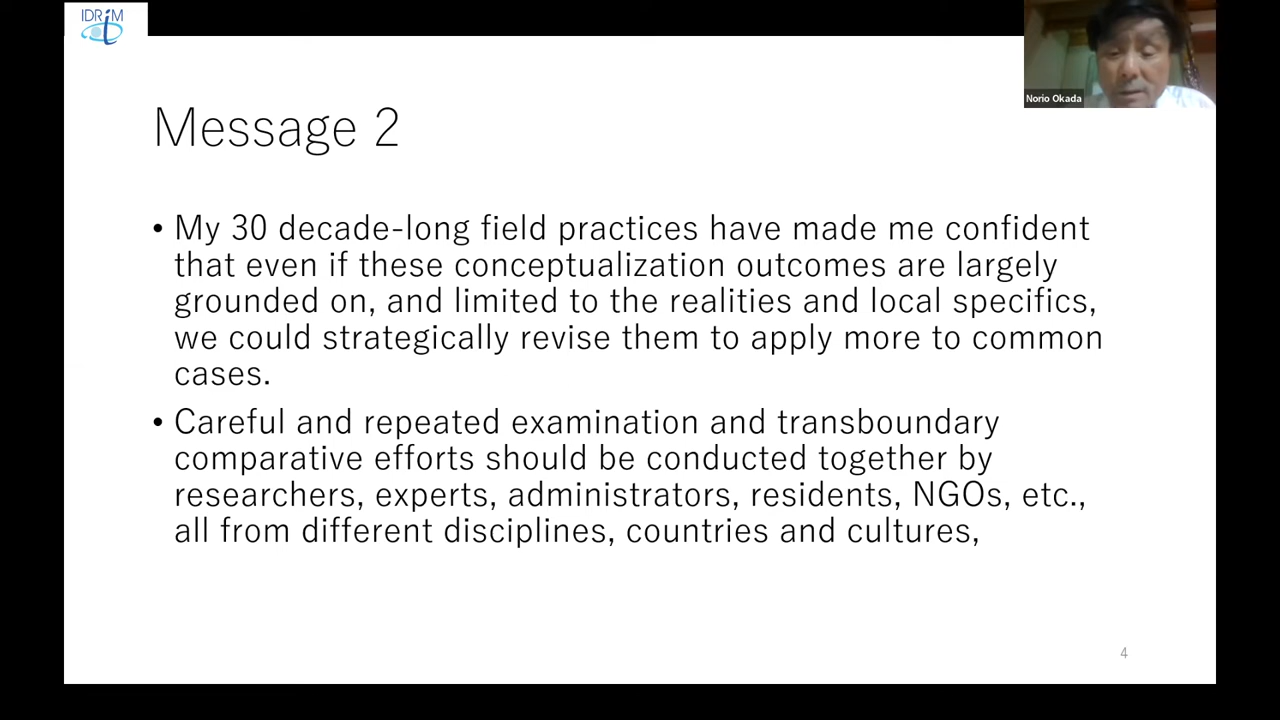 IDRiM
Norio Okada
Message 2
• My 30 decade-long field practices have made me confident
that even if these conceptualization outcomes are largely
grounded on, and limited to the realities and local specifics,
we could strategically revise them to apply more to common
cases.
• Careful and repeated examination and transboundary
comparative efforts should be conducted together by
researchers, experts, administrators, residents, NGOs, etc.,
all from different disciplines, countries and cultures,
4